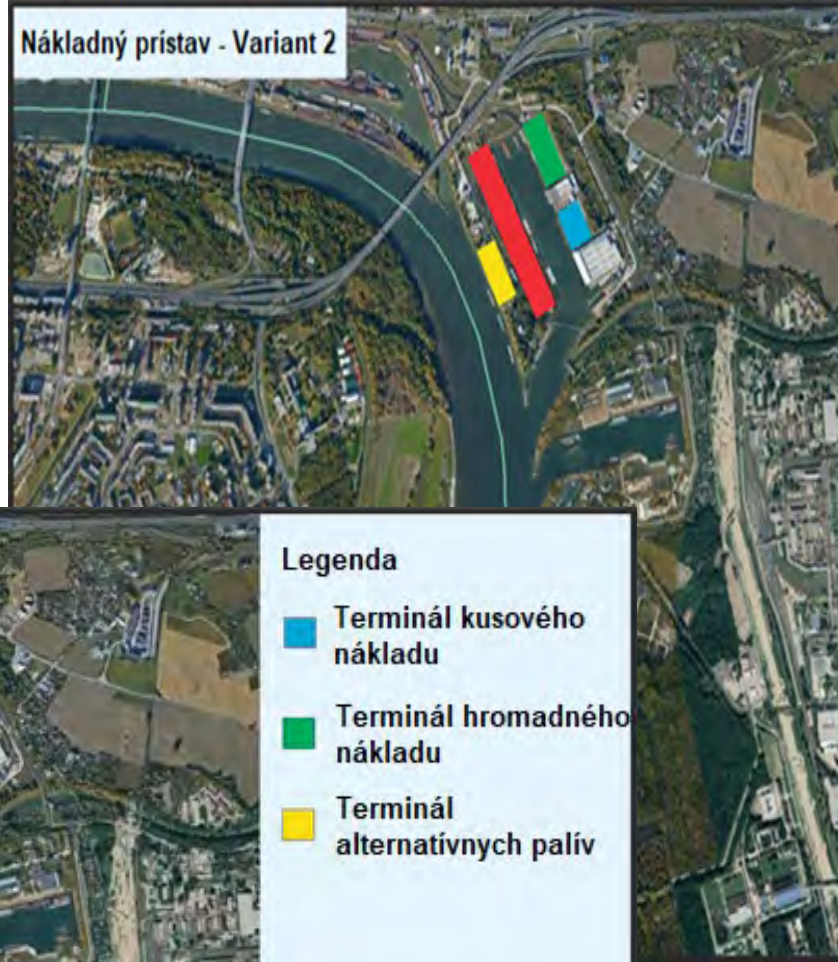 Nákladný prístav - Variant 2
Legenda
Terminál kusového
nákladu
Terminál hromadného
nákladu
Terminál
alternatívnych palív